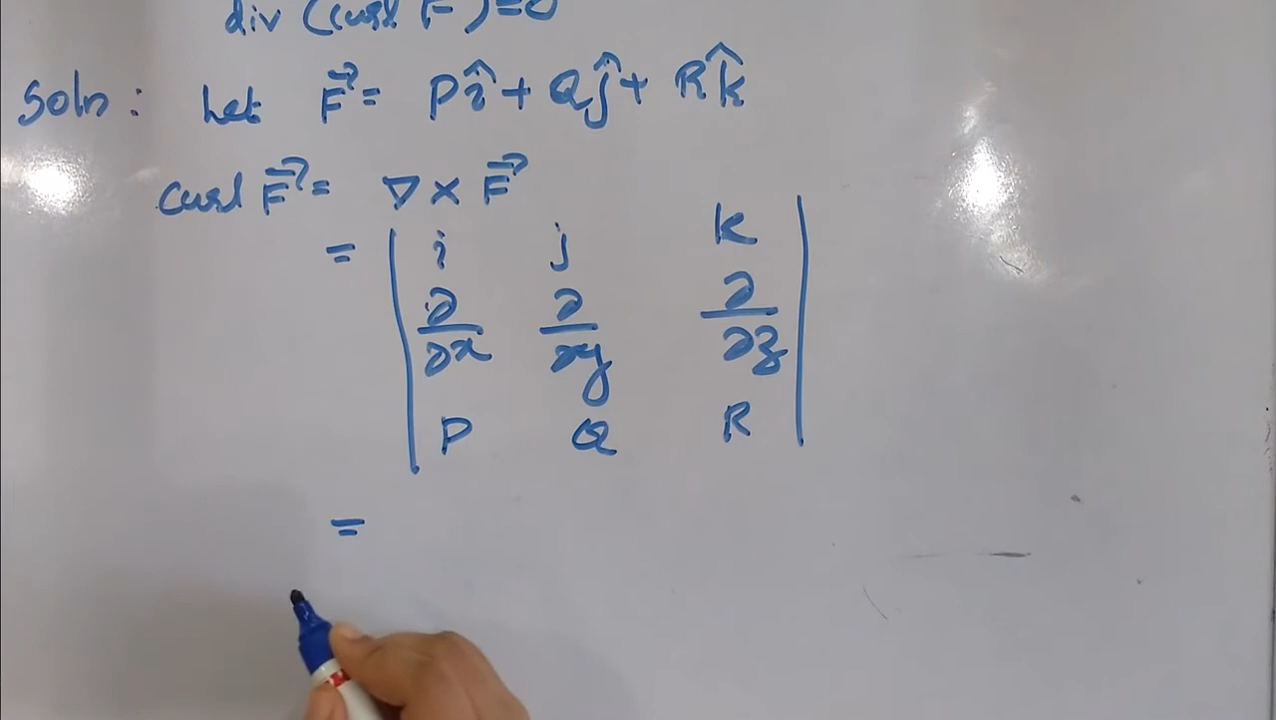 div (curl F) = 0
Soln: Let F⃗ = Pî + Qĵ + Rk̂
Curl F⃗ = ∇ × F⃗
= | i j k |
| ∂/∂x ∂/∂y ∂/∂z |
| P Q R |
=